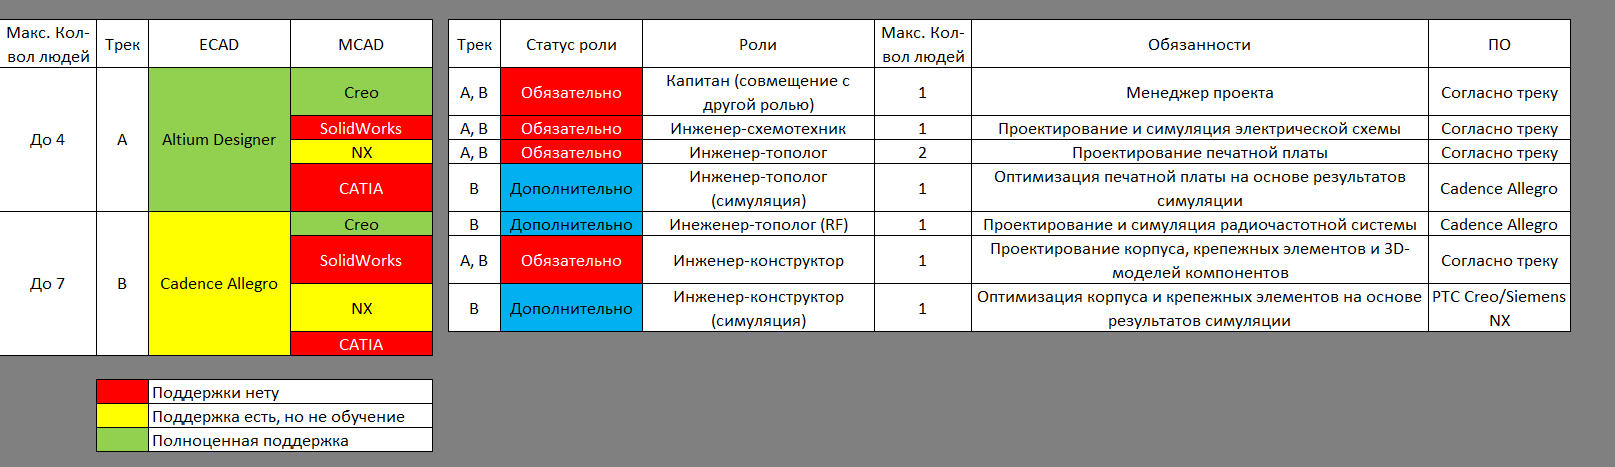 Макс. Кол-
вол людей
Трек
ECAD
MCAD
До 4
A
Altium Designer
Creo
SolidWorks
NX
CATIA
До 7
B
Cadence Allegro
Creo
SolidWorks
NX
CATIA
Поддержки нету
Поддержка есть, но не обучение
Полноценная поддержка
Трек
Статус роли
Роли
Макс. Кол-
вол людей
Обязанности
ПО
A, B
Обязательно
Капитан (совмещение с
другой ролью)
1
Менеджер проекта
Согласно треку
A, B
Обязательно
Инженер-схемотехник
1
Проектирование и симуляция электрической схемы
Согласно треку
A, B
Обязательно
Инженер-тополог
2
Проектирование печатной платы
Согласно треку
B
Дополнительно
Инженер-тополог
(симуляция)
1
Оптимизация печатной платы на основе результатов
симуляции
Cadence Allegro
B
Дополнительно
Инеженер-тополог (RF)
1
Проектирование и симуляция радиочастотной системы
Cadence Allegro
A, B
Обязательно
Инженер-конструктор
1
Проектирование корпуса, крепежных элементов и 3D-
моделей компонентов
Согласно треку
B
Дополнительно
Инженер-конструктор
(симуляция)
1
Оптимизация корпуса и крепежных элементов на основе
результатов симуляции
PTC Creo/Siemens
NX